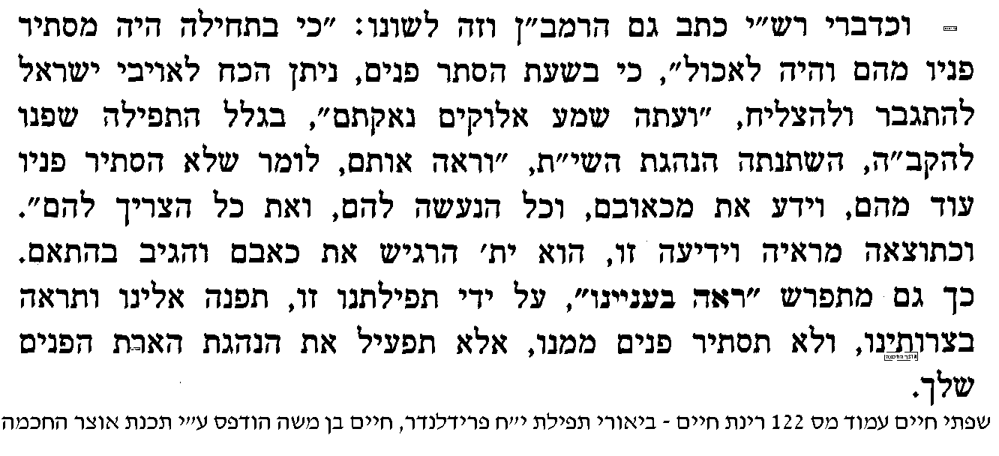 וכדברי רש״י כתב גם הרמב״ן וזה לשונו: ״כי בתחילה היה מסתיר
פניו מהם והיה לאכול״, כי בשעת הסתר פנים, ניתן הכח לאויבי ישראל
להתגבר ולהצליח, ״ועתה שמע אלוקים נאקתם״, בגלל התפילה שפנו
להקב״ה, השתנתה הנהגת השי״ת, ״וראה אותם, לומר שלא הסתיר פניו
עוד מהם, וידע את מכאובם, וכל הנעשה להם, ואת כל הצריך להם״.
וכתוצאה מראיה וידיעה זו, הוא ית׳ הרגיש את כאבם והגיב בהתאם.
כך גם מתפרש ״ראה בעניינו״, על ידי תפילתנו זו, תפנה אלינו ותראה
בצרותינו, ולא תסתיר פנים ממנו, אלא תפעיל את הנהגת הארת הפנים
אוצר החכמה
שלך.
שפתי חיים עמוד מס 122 רינת חיים - ביאורי תפילת י״ח פרידלנדר, חיים בן משה הודפס ע״י תכנת אוצר החכמה